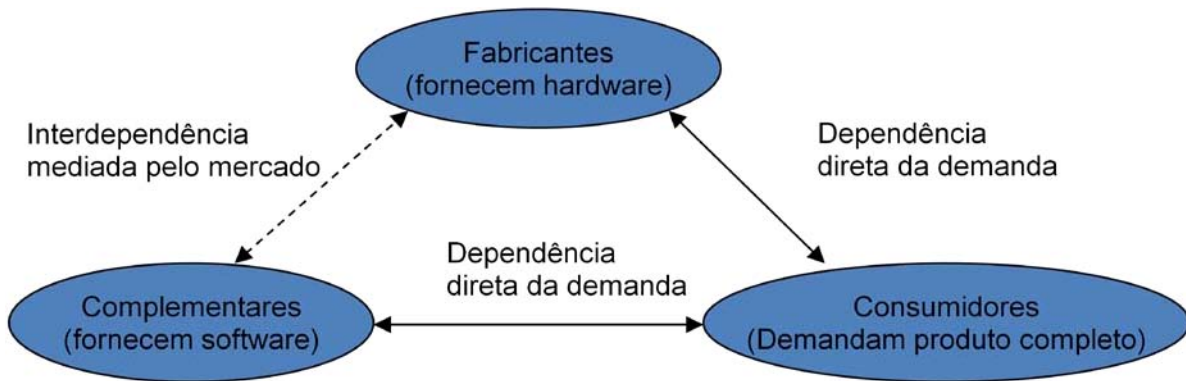 Fabricantes
(fornecem hardware)
Interdependência
mediada pelo mercado
Dependência
direta da demanda
Dependência
direta da demanda
Complementares
(fornecem software)
Consumidores
(Demandam produto completo)